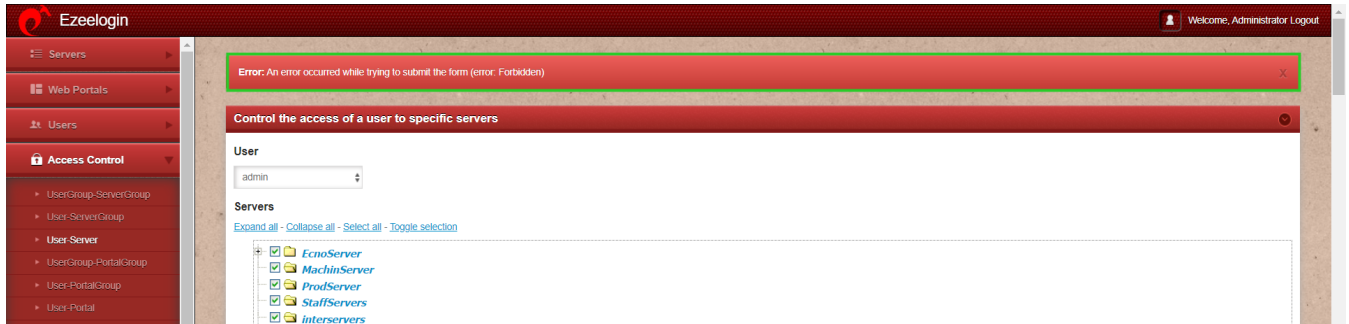 Ezeelogin
Welcome, Administrator Logout
Servers
Web Portals
Users
Access Control
UserGroup-ServerGroup
User-ServerGroup
User-Server
UserGroup-PortalGroup
User-PortalGroup
User-Portal
Error: An error occurred while trying to submit the form (error: Forbidden)
X
Control the access of a user to specific servers
User
admin
Servers
Expand all - Collapse all - Select all - Toggle selection
EcnoServer
MachinServer
ProdServer
StaffServers
interservers